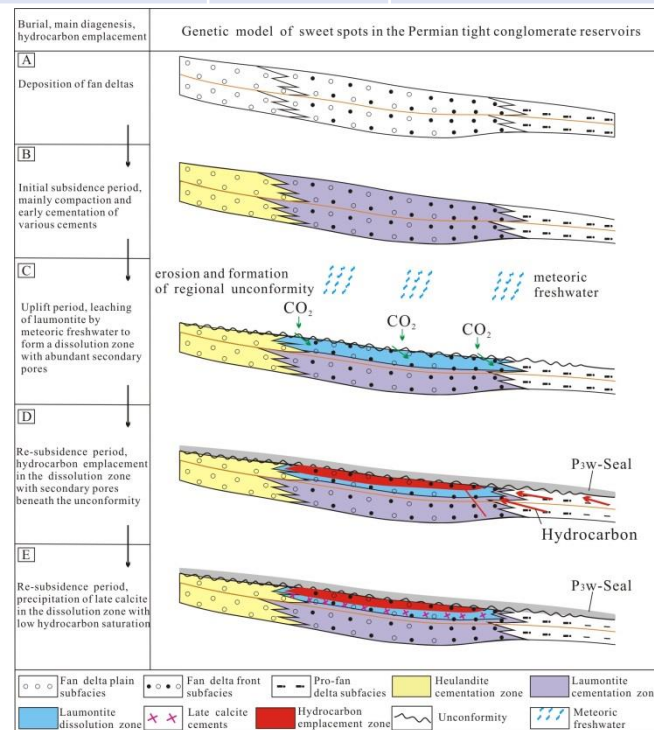 Burial, main diagenesis,
hydrocarbon emplacement
Genetic model of sweet spots in the Permian tight conglomerate reservoirs
A
Deposition of fan deltas
B
Initial subsidence period,
mainly compaction and
early cementation of
various cements
C
Uplift period, leaching
of laumontite by
meteoric freshwater to
form a dissolution zone
with abundant secondary
pores
erosion and formation
of regional unconformity
meteoric
freshwater
CO₂
CO₂
CO₂
D
Re-subsidence period,
hydrocarbon emplacement
in the dissolution zone
with secondary pores
beneath the unconformity
P₃w-Seal
Hydrocarbon
E
Re-subsidence period,
precipitation of late calcite
in the dissolution zone with
low hydrocarbon saturation
P₃w-Seal
Fan delta plain
subfacies
Fan delta front
subfacies
Pro-fan
delta subfacies
Heulandite
cementation zone
Laumontite
cementation zone
Laumontite
dissolution zone
Late calcite
cements
Hydrocarbon
emplacement zone
Unconformity
Meteoric
freshwater